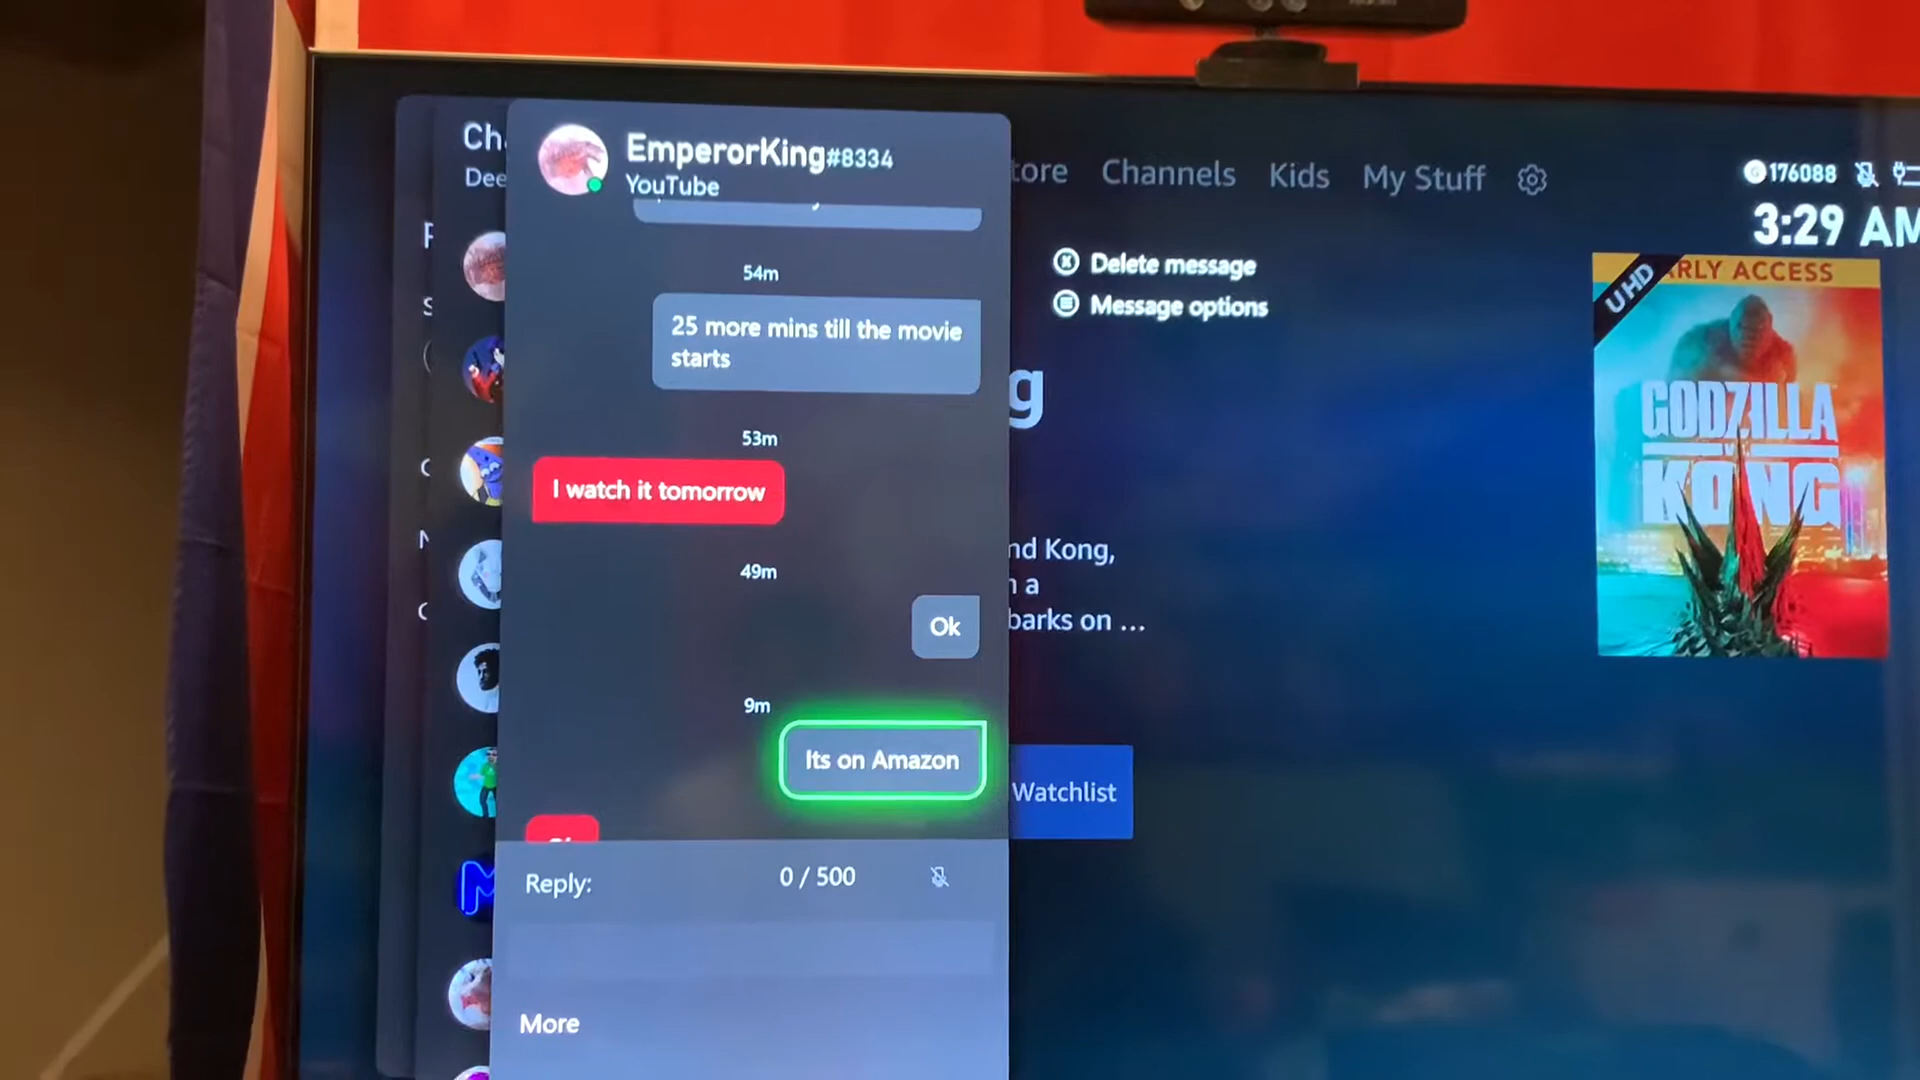 Ch
Dee
EmperorKing#8334
YouTube
54m
25 more mins till the movie
starts
53m
I watch it tomorrow
49m
Ok
9m
Its on Amazon
Reply:
0 / 500
More
tore
Channels
Kids
My Stuff
176088
3:29 AM
Delete message
Message options
g
nd Kong,
n a
barks on ...
Watchlist
UHD
ARLY ACCESS
GODZILLA
KONG